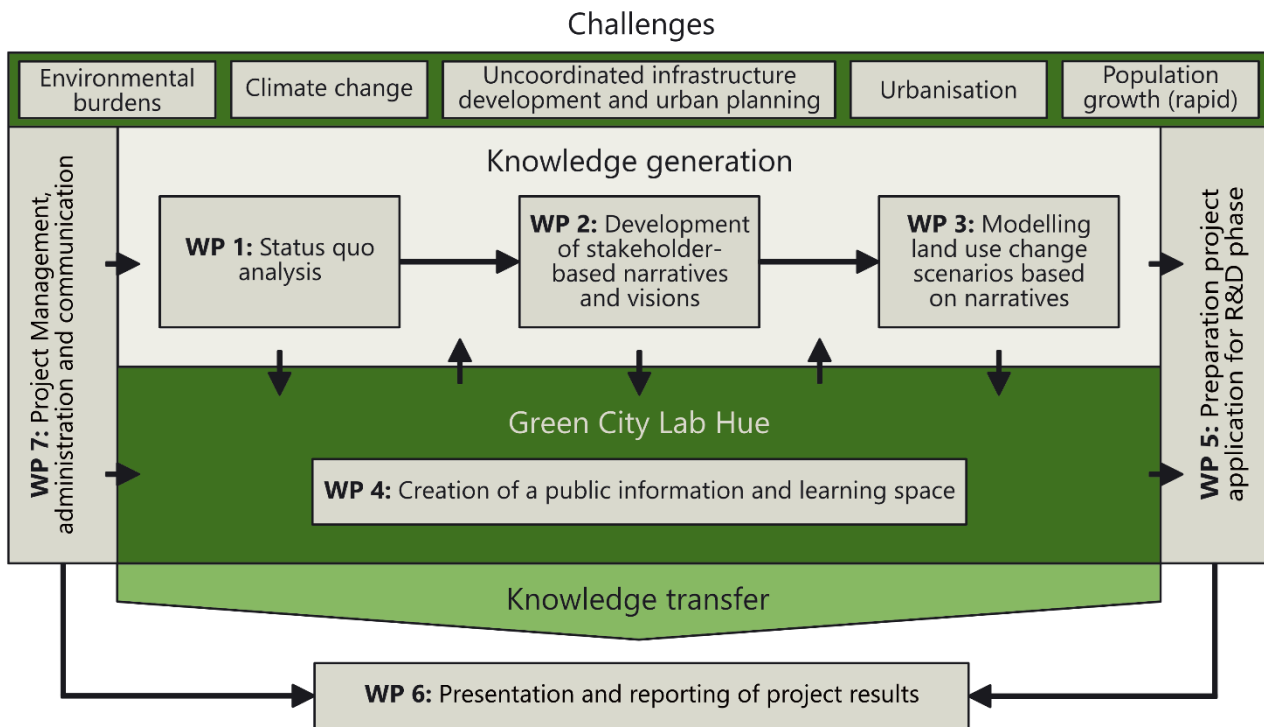 Challenges
Environmental
burdens
Climate change
Uncoordinated infrastructure
development and urban planning
Urbanisation
Population
growth (rapid)
WP 7: Project Management,
administration and communication
Knowledge generation
WP 1: Status quo
analysis
WP 2: Development
of stakeholder-
based narratives
and visions
WP 3: Modelling
land use change
scenarios based
on narratives
Green City Lab Hue
WP 4: Creation of a public information and learning space
WP 5: Preparation project
application for R&D phase
Knowledge transfer
WP 6: Presentation and reporting of project results